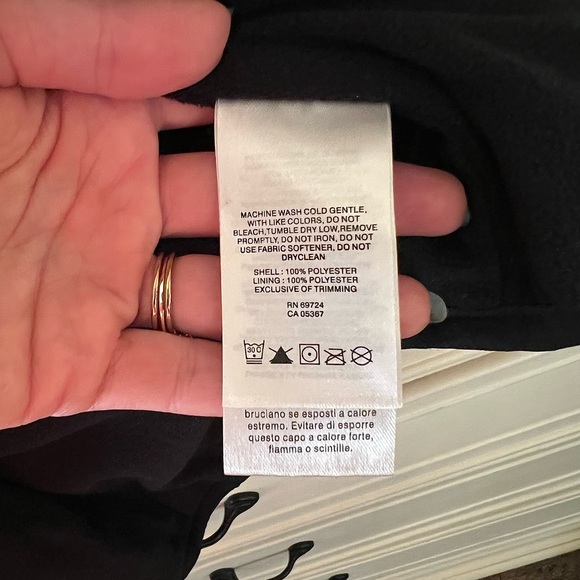 MACHINE WASH COLD GENTLE,
WITH LIKE COLORS, DO NOT
BLEACH,TUMBLE DRY LOW,REMOVE
PROMPTLY, DO NOT IRON, DO NOT
USE FABRIC SOFTENER, DO NOT
DRYCLEAN
SHELL : 100% POLYESTER
LINING : 100% POLYESTER
EXCLUSIVE OF TRIMMING
RN 69724
CA 05367
30 C
bruciano se esposti a calore
estremo. Evitare di esporre
questo capo a calore forte,
fiamma o scintille.